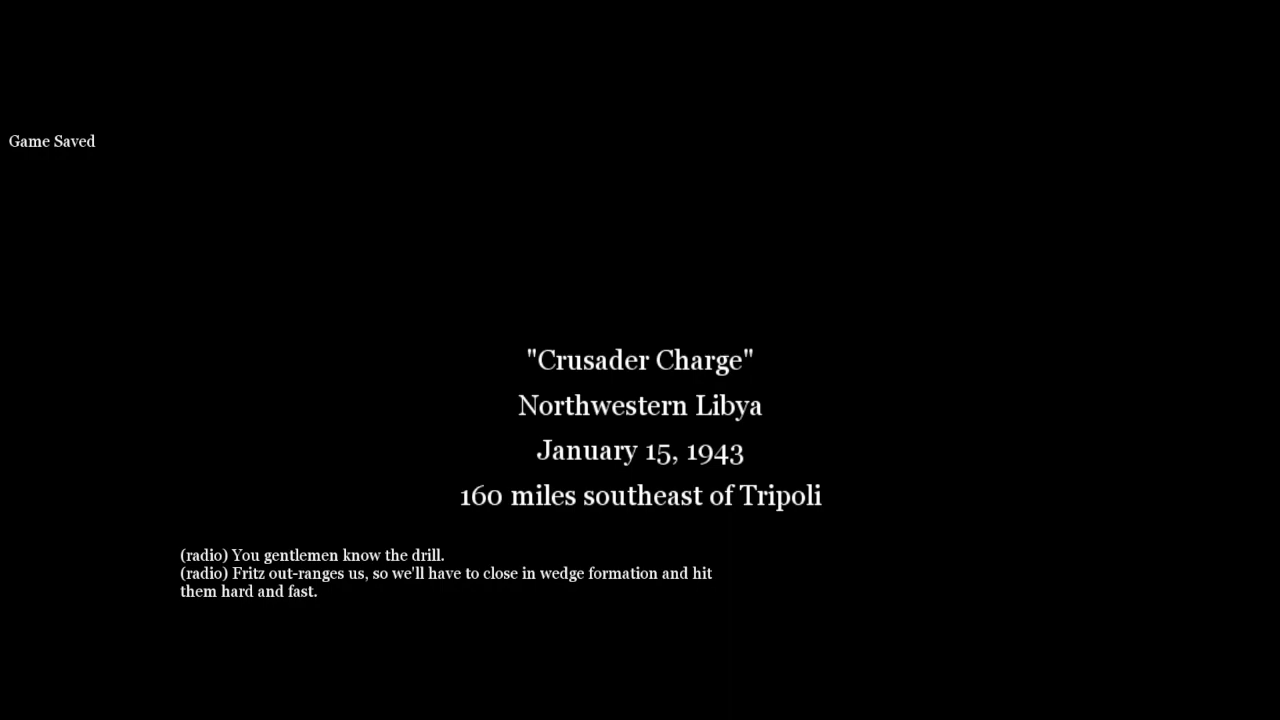 Game Saved
"Crusader Charge"
Northwestern Libya
January 15, 1943
160 miles southeast of Tripoli
(radio) You gentlemen know the drill.
(radio) Fritz out-ranges us, so we'll have to close in wedge formation and hit
them hard and fast.